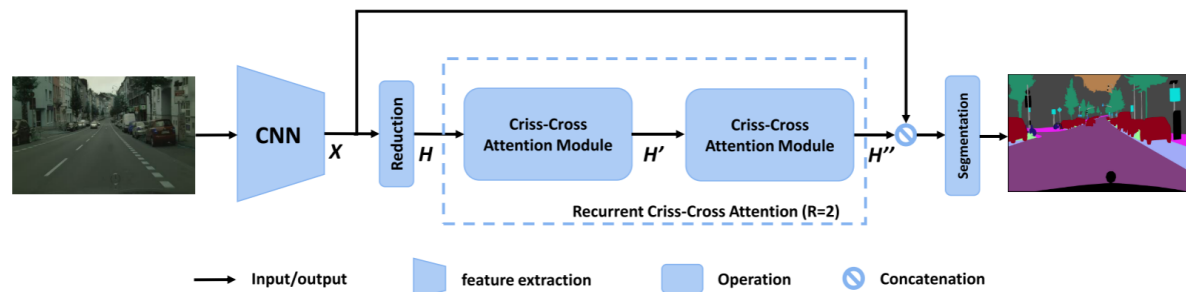 CNN
X
Reduction
H
Criss-Cross
Attention Module
H’
Criss-Cross
Attention Module
H’’
Segmentation
Recurrent Criss-Cross Attention (R=2)
Input/output
feature extraction
Operation
Concatenation